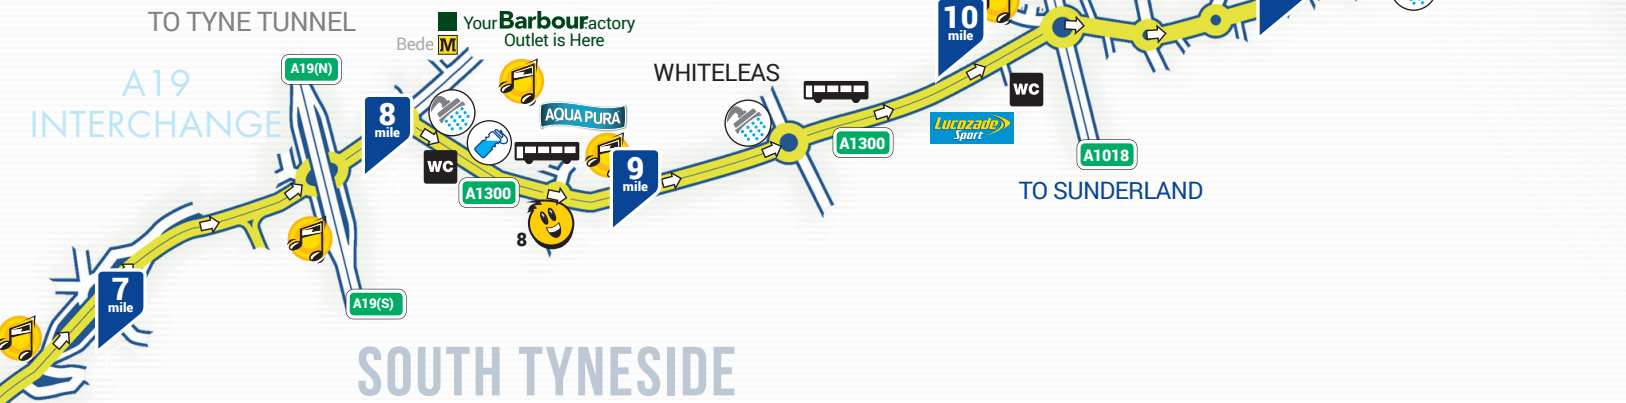 TO TYNE TUNNEL
Your Barbour Factory
Outlet is Here
Bede M
A19(N)
A19
INTERCHANGE
8
mile
AQUA PURA
WC
A1300
9
mile
8
WHITELEAS
A1300
10
mile
WC
Lucozade
Sport
A1018
TO SUNDERLAND
7
mile
A19(S)
SOUTH TYNESIDE